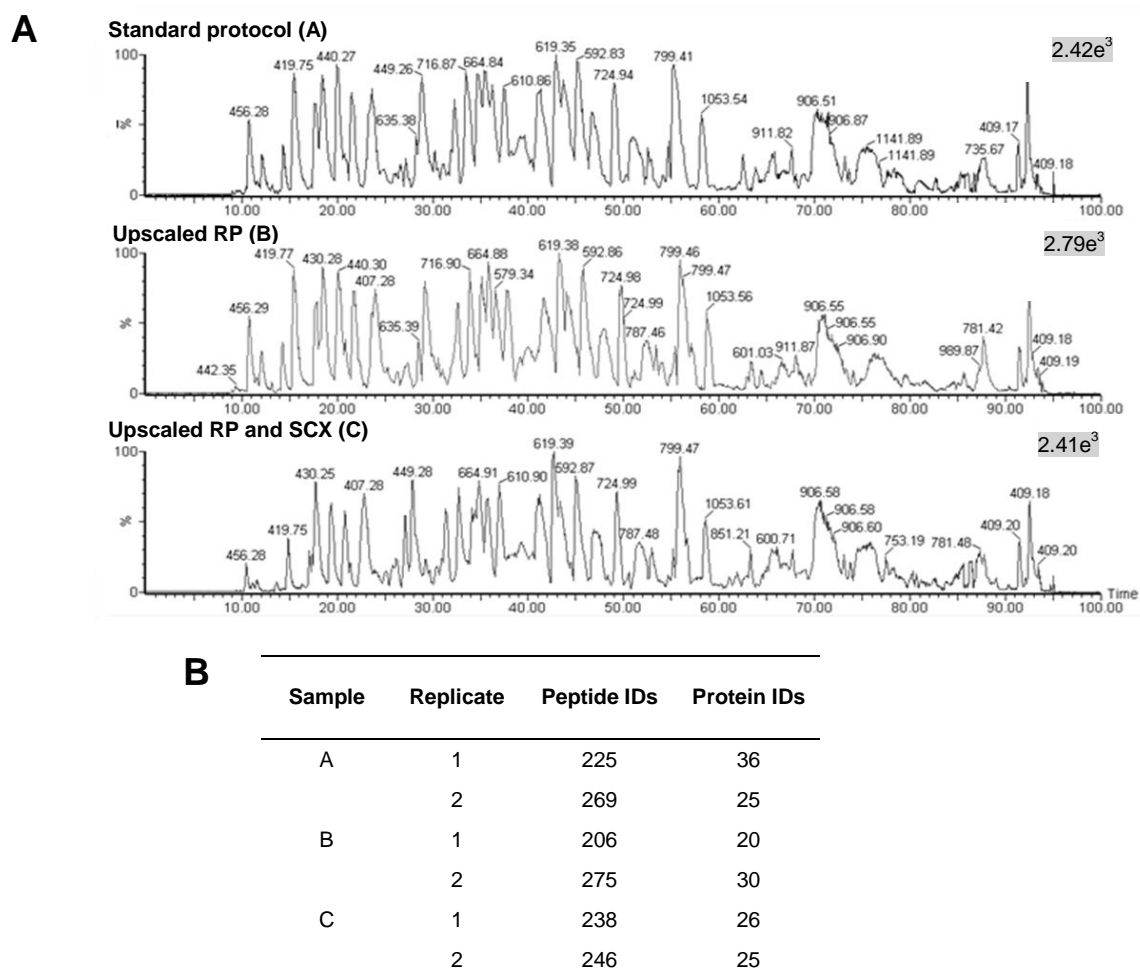 A
Standard protocol (A)
2.42e³
100
%
0
456.28 419.75 440.27 635.38 449.26 716.87 664.84 610.86 619.35 592.83 724.94 799.41 1053.54 911.82 906.51 906.87 1141.89 1141.89 735.67 409.17 409.18
10.00 20.00 30.00 40.00 50.00 60.00 70.00 80.00 90.00 100.00
Upscaled RP (B)
2.79e³
100
%
0
442.35 456.29 419.77 430.28 440.30 407.28 635.39 716.90 664.88 579.34 619.38 592.86 724.98 724.99 787.46 799.46 799.47 1053.56 601.03 911.87 906.55 906.55 906.90 989.87 781.42 409.18 409.19
10.00 20.00 30.00 40.00 50.00 60.00 70.00 80.00 90.00 100.00
Upscaled RP and SCX (C)
2.41e³
100
%
0
456.28 419.75 430.25 407.28 449.28 664.91 610.90 619.39 592.87 724.99 787.48 799.47 1053.61 851.21 600.71 906.58 906.58 906.60 753.19 781.48 409.20 409.18 409.20
10.00 20.00 30.00 40.00 50.00 60.00 70.00 80.00 90.00 100.00 Time
B
Sample Replicate Peptide IDs Protein IDs
A 1 225 36
2 269 25
B 1 206 20
2 275 30
C 1 238 26
2 246 25